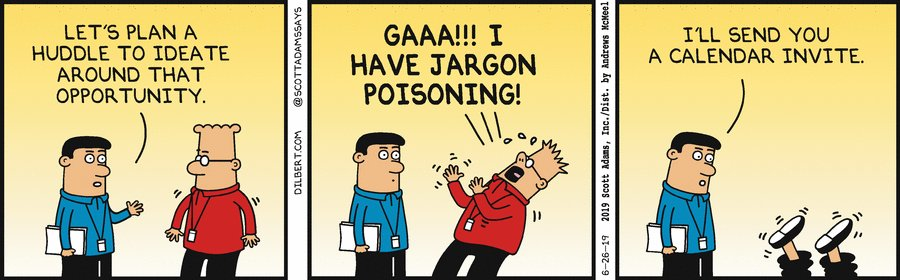 LET'S PLAN A
HUDDLE TO IDEATE
AROUND THAT
OPPORTUNITY.
DILBERT.COM @SCOTTADAMSSAYS
GAAA!!! I
HAVE JARGON
POISONING!
6-26-19 2019 Scott Adams, Inc./Dist. by Andrews McMeel
I'LL SEND YOU
A CALENDAR INVITE.